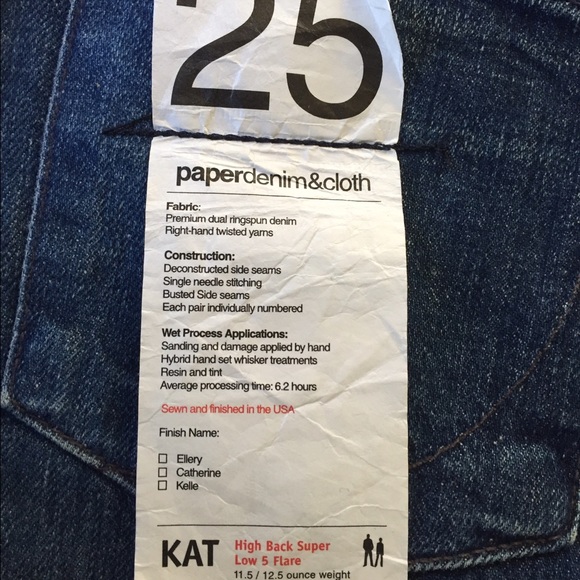 25
paperdenim&cloth
Fabric:
Premium dual ringspun denim
Right-hand twisted yarns
Construction:
Deconstructed side seams
Single needle stitching
Busted Side seams
Each pair individually numbered
Wet Process Applications:
Sanding and damage applied by hand
Hybrid hand set whisker treatments
Resin and tint
Average processing time: 6.2 hours
Sewn and finished in the USA
Finish Name:
Ellery
Catherine
Kelle
KAT High Back Super
Low 5 Flare
11.5 / 12.5 ounce weight